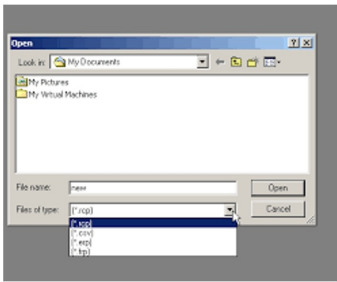 Open
Look in: My Documents
My Pictures
My Virtual Machines
File name: new Open
Files of type: (*.rcp) Cancel
(*.rcp)
(*.csv)
(*.exp)